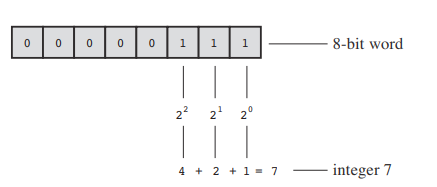 0 0 0 0 0 1 1 1 8-bit word
2² 2¹ 2⁰
4 + 2 + 1 = 7 integer 7